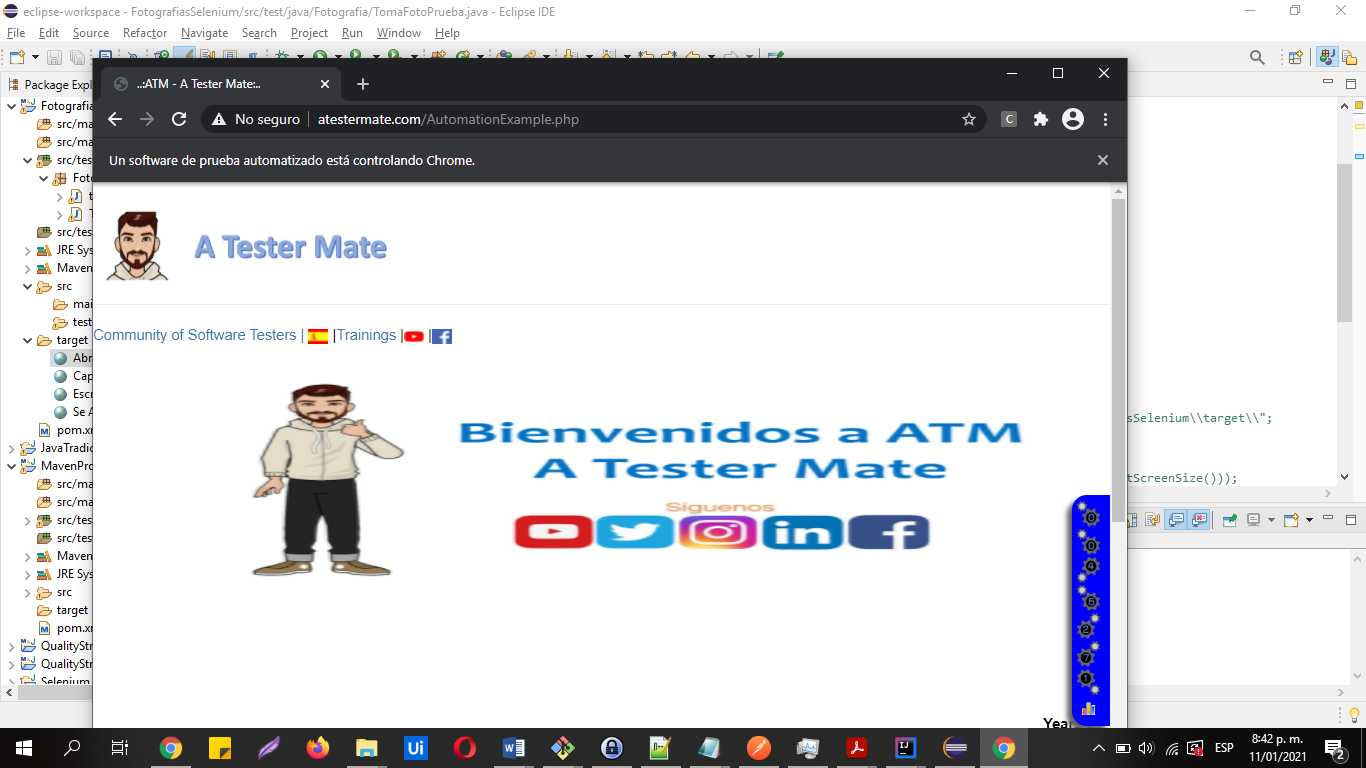 eclipse-workspace - FotografiasSelenium/src/test/java/Fotografia/TomaFotoPrueba.java - Eclipse IDE
File Edit Source Refactor Navigate Search Project Run Window Help
Package Expl
..:ATM - A Tester Mate:..
No seguro atestermate.com/AutomationExample.php
C
Un software de prueba automatizado está controlando Chrome.
Fotografia
src/ma
src/ma
src/tes
Foto
src/tes
JRE Sys
Maven
src
mai
test
target
Abr
Cap
Escr
Se A
pom.xm
JavaTradic
MavenPro
src/ma
src/ma
src/tes
src/tes
Maven
JRE Sys
src
target
pom.xm
QualityStr
QualityStr
Selenium
A Tester Mate
Community of Software Testers | |Trainings | |
Bienvenidos a ATM
A Tester Mate
Síguenos
in f
sSelenium\\target\\";
tScreenSize()));
0
0
4
6
2
7
1
Year
Ui
W
IJ
ESP
8:42 p. m.
11/01/2021
2